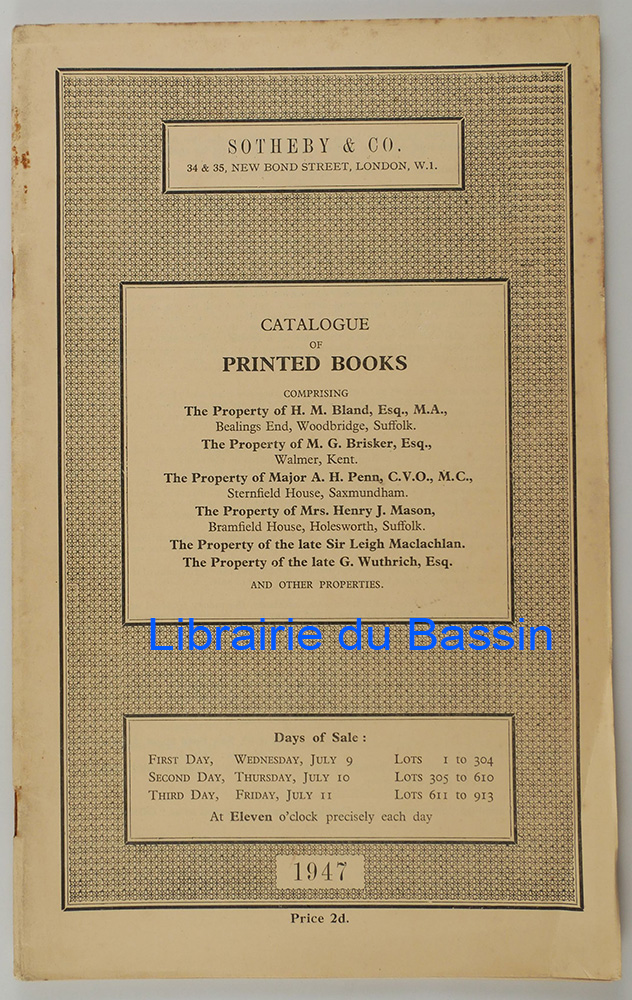 SOTHEBY & CO.
34 & 35, NEW BOND STREET, LONDON, W.1.
CATALOGUE
OF
PRINTED BOOKS
COMPRISING
The Property of H. M. Bland, Esq., M.A.,
Bealings End, Woodbridge, Suffolk.
The Property of M. G. Brisker, Esq.,
Walmer, Kent.
The Property of Major A. H. Penn, C.V.O., M.C.,
Sternfield House, Saxmundham.
The Property of Mrs. Henry J. Mason,
Bramfield House, Holesworth, Suffolk.
The Property of the late Sir Leigh Maclachlan.
The Property of the late G. Wuthrich, Esq.
AND OTHER PROPERTIES.
Librairie du Bassin
Days of Sale :
FIRST DAY, WEDNESDAY, JULY 9 LOTS 1 to 304
SECOND DAY, THURSDAY, JULY 10 LOTS 305 to 610
THIRD DAY, FRIDAY, JULY 11 LOTS 611 to 913
At Eleven o'clock precisely each day
1947
Price 2d.